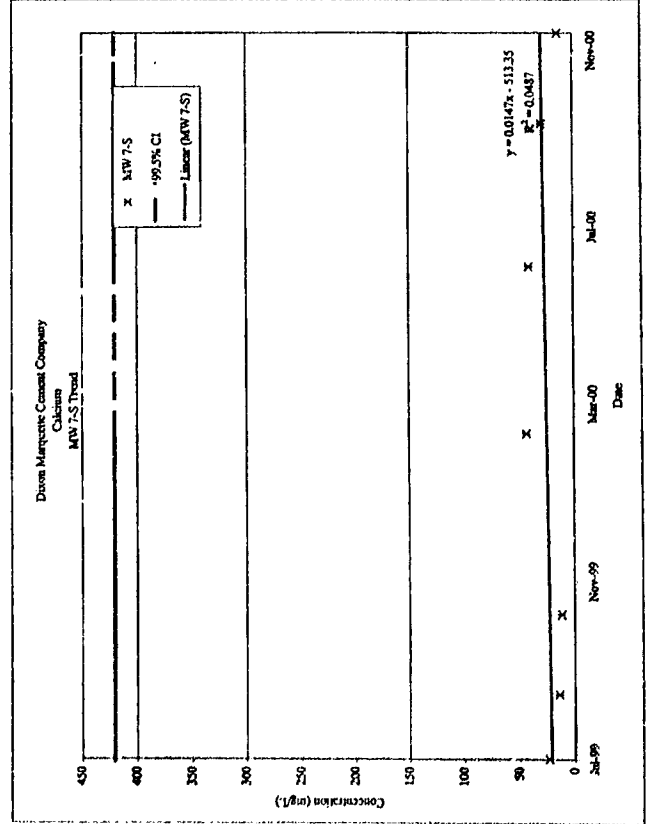 Dixon Marquette Cement Company
Calcium
MW 7-S Trend
MW 7-S
*99.5% CI
Linear (MW 7-S)
y = 0.0147x - 513.35
R² = 0.0487
Concentration (mg/L)
450
400
350
300
250
200
150
100
50
0
Jul-99
Nov-99
Mar-00
Jul-00
Nov-00
Date